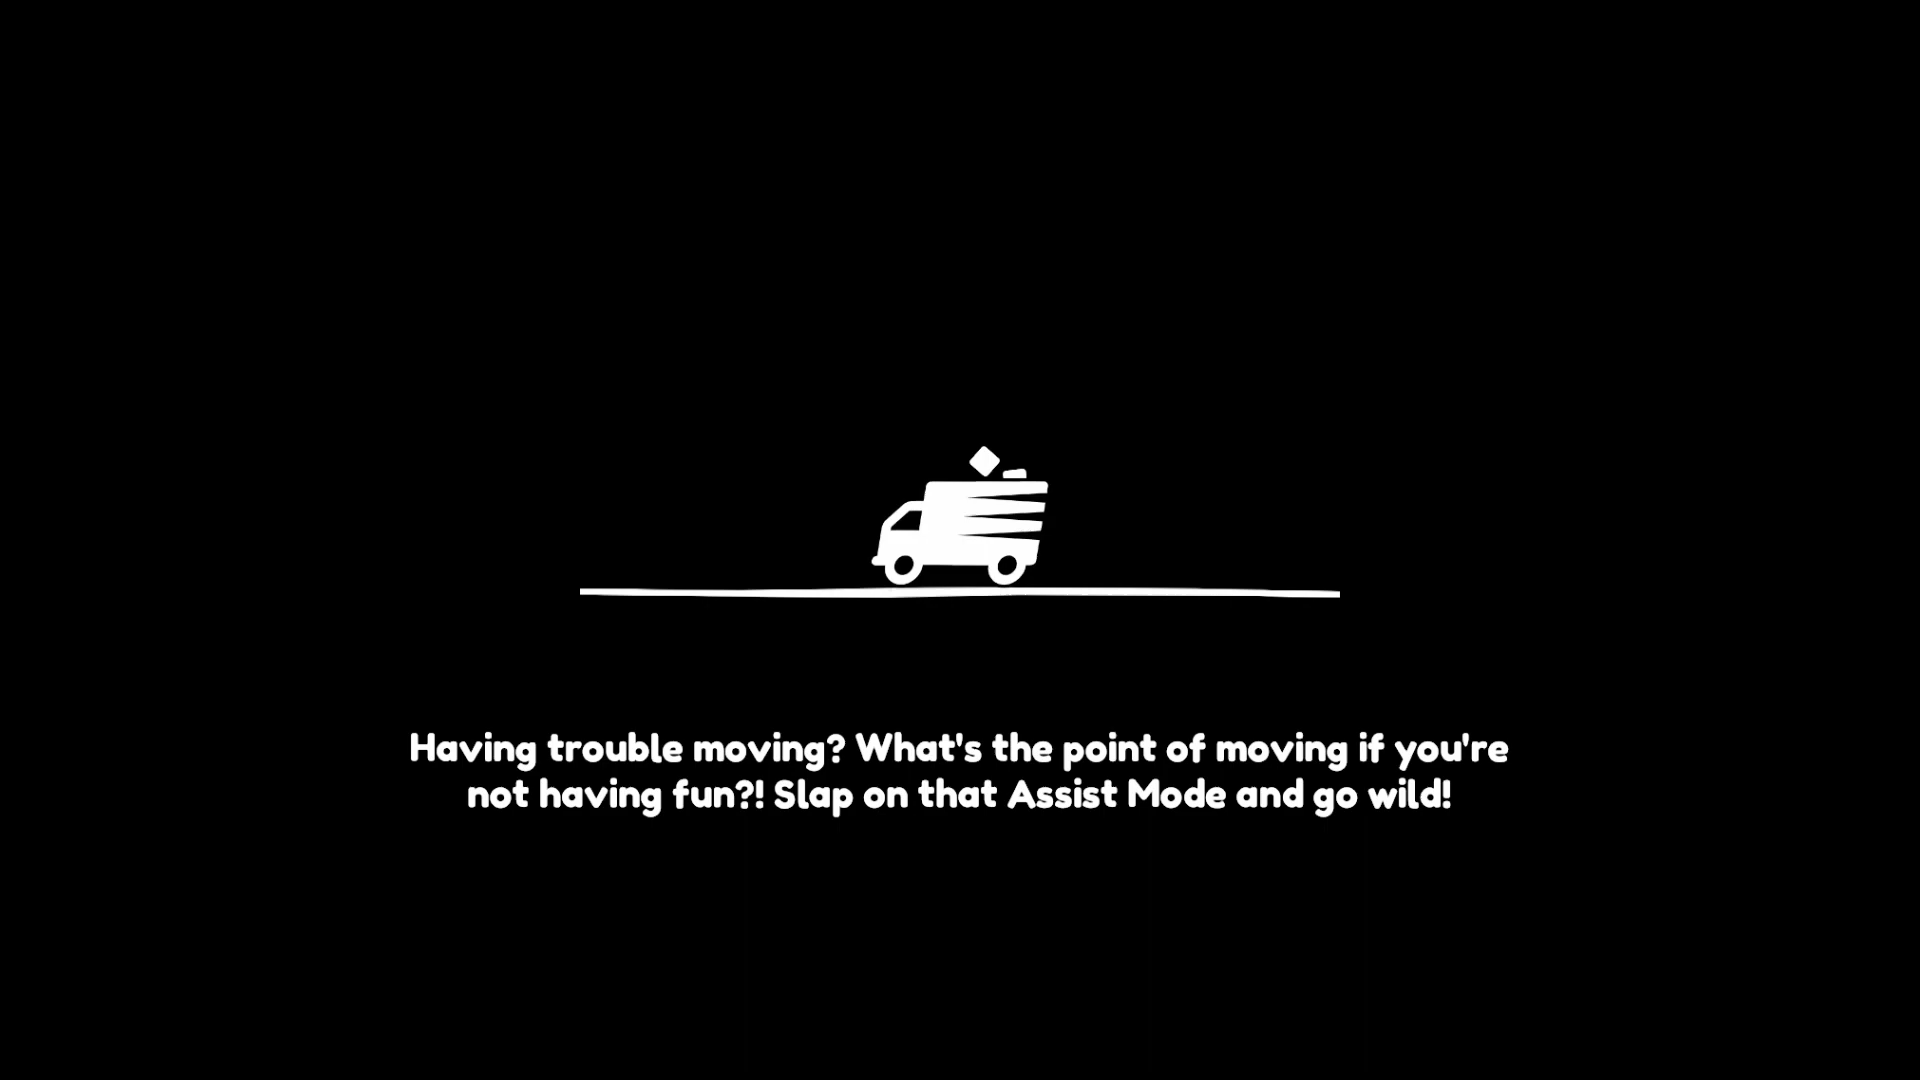 Having trouble moving? What's the point of moving if you're
not having fun?! Slap on that Assist Mode and go wild!